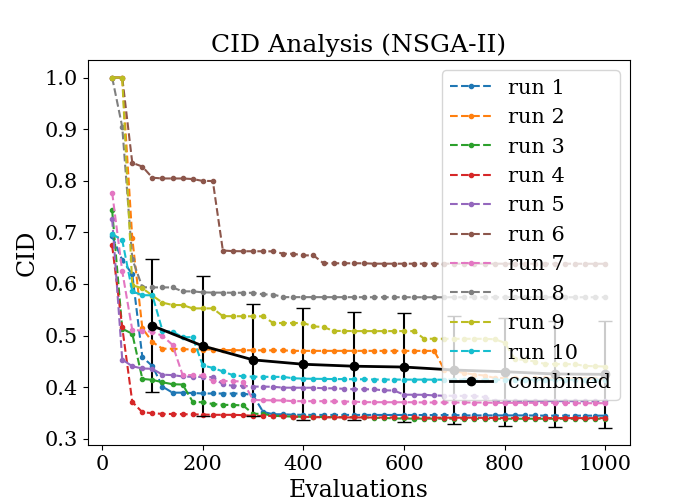 CID Analysis (NSGA-II)
CID
1.0
0.9
0.8
0.7
0.6
0.5
0.4
0.3
run 1
run 2
run 3
run 4
run 5
run 6
run 7
run 8
run 9
run 10
combined
0 200 400 600 800 1000
Evaluations